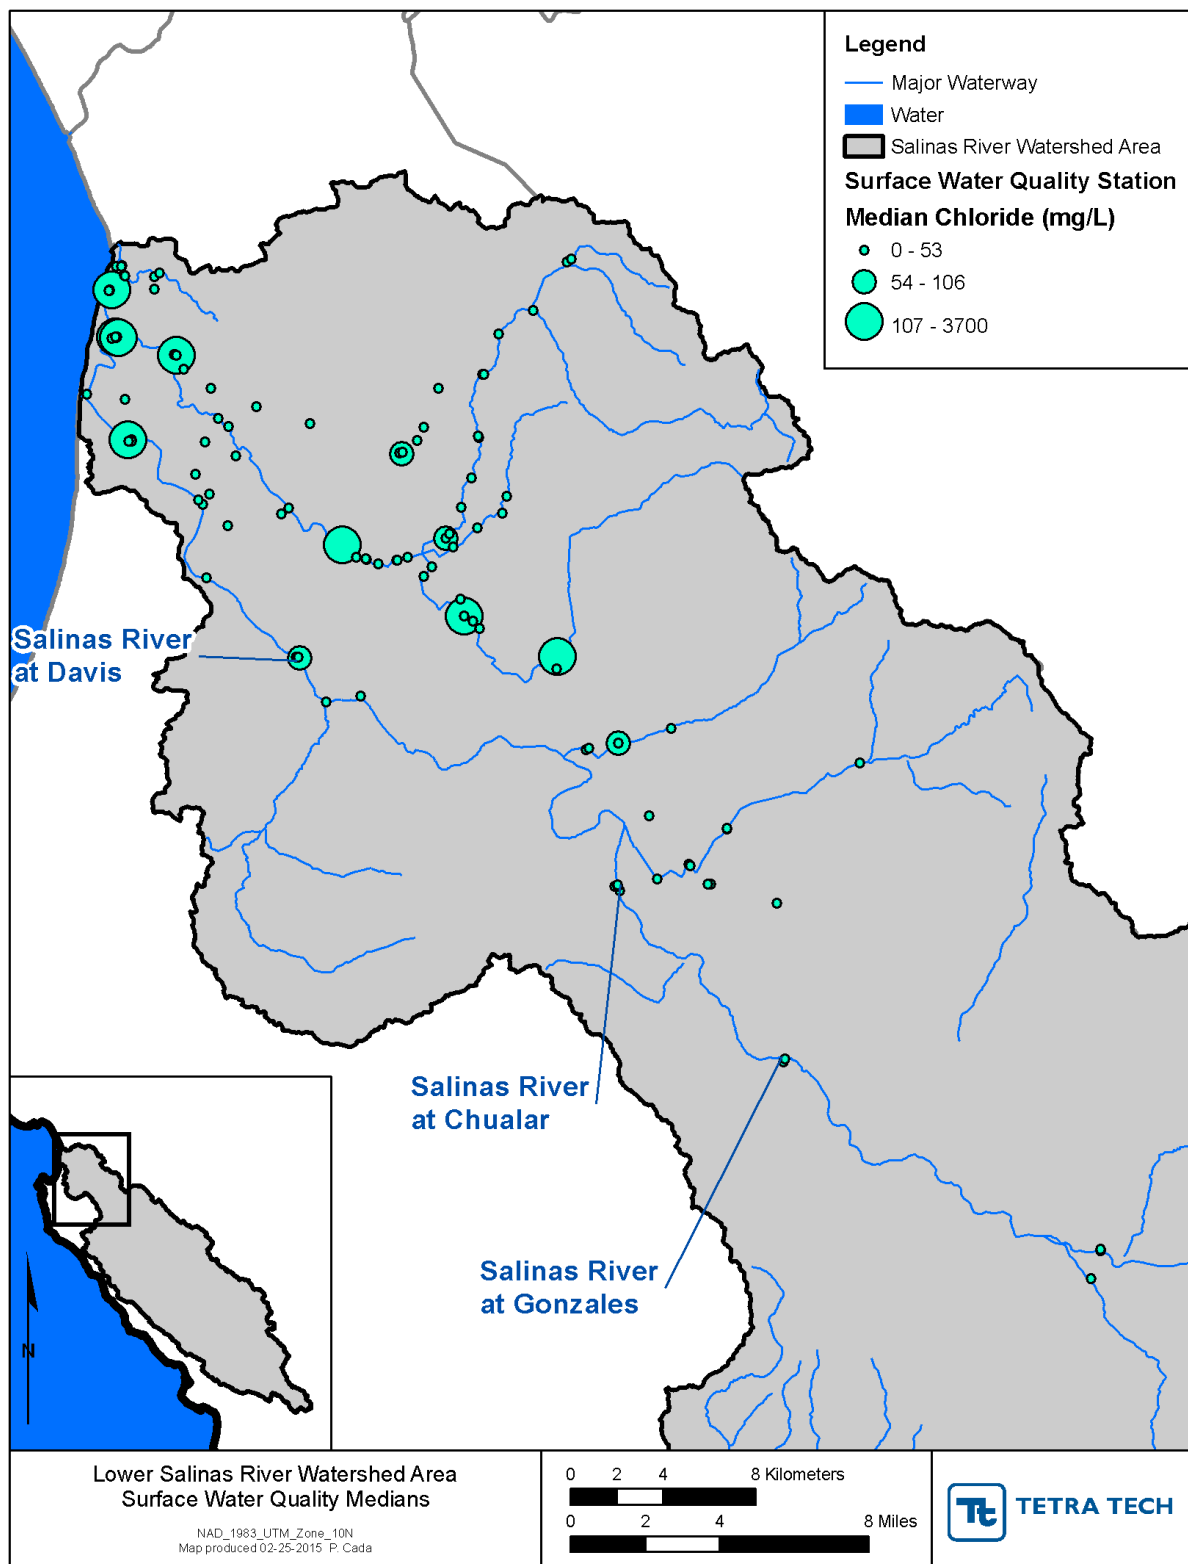 Legend
Major Waterway
Water
Salinas River Watershed Area
Surface Water Quality Station
Median Chloride (mg/L)
0 - 53
54 - 106
107 - 3700
Salinas River
at Davis
Salinas River
at Chualar
Salinas River
at Gonzales
N
Lower Salinas River Watershed Area
Surface Water Quality Medians
NAD_1983_UTM_Zone_10N
Map produced 02-25-2015 P. Cada
0 2 4 8 Kilometers
0 2 4 8 Miles
Tt TETRA TECH